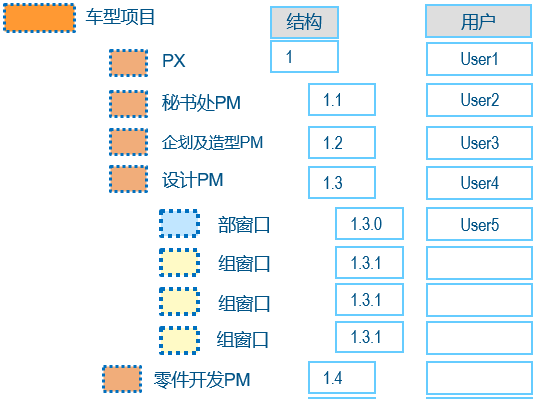 车型项目 结构 用户
PX 1 User1
秘书处PM 1.1 User2
企划及造型PM 1.2 User3
设计PM 1.3 User4
部窗口 1.3.0 User5
组窗口 1.3.1
组窗口 1.3.1
组窗口 1.3.1
零件开发PM 1.4